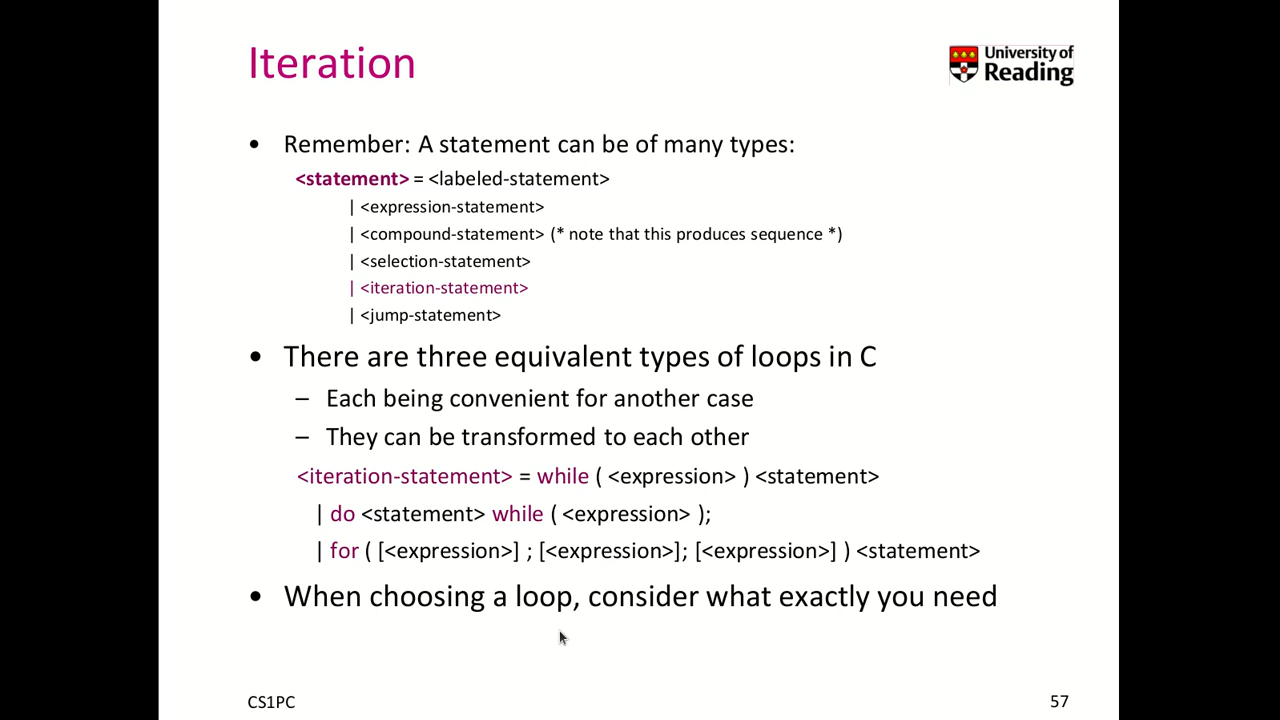 Iteration
University of
Reading
• Remember: A statement can be of many types:
<statement> = <labeled-statement>
| <expression-statement>
| <compound-statement> (* note that this produces sequence *)
| <selection-statement>
| <iteration-statement>
| <jump-statement>
• There are three equivalent types of loops in C
– Each being convenient for another case
– They can be transformed to each other
<iteration-statement> = while ( <expression> ) <statement>
| do <statement> while ( <expression> );
| for ( [<expression>] ; [<expression>]; [<expression>] ) <statement>
• When choosing a loop, consider what exactly you need
CS1PC
57